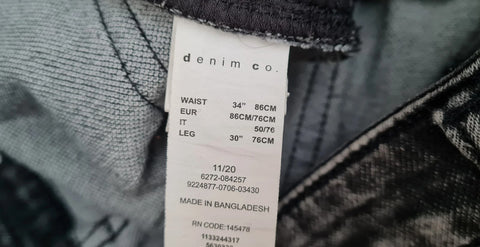 denim co.
WAIST 34" 86CM
EUR 86CM/76CM
IT 50/76
LEG 30" 76CM
11/20
6272-084257
9224877-0706-03430
MADE IN BANGLADESH
RN CODE:145478
1133244317